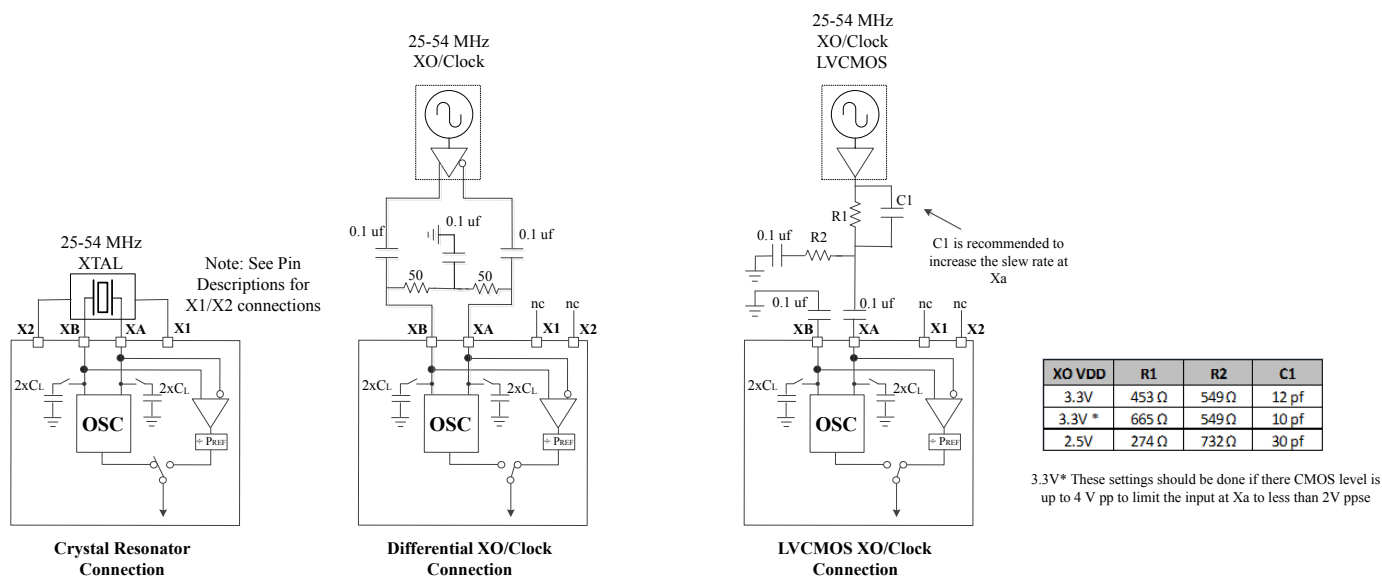 25-54 MHz
XTAL
Note: See Pin
Descriptions for
X1/X2 connections
X2
XB
XA
X1
2xCL
2xCL
OSC
÷ PREF
Crystal Resonator
Connection
25-54 MHz
XO/Clock
0.1 uf
0.1 uf
0.1 uf
50
50
nc
nc
XB
XA
X1
X2
2xCL
2xCL
OSC
÷ PREF
Differential XO/Clock
Connection
25-54 MHz
XO/Clock
LVCMOS
C1
R1
C1 is recommended to
increase the slew rate at
Xa
0.1 uf
R2
0.1 uf
0.1 uf
nc
nc
XB
XA
X1
X2
2xCL
2xCL
OSC
÷ PREF
LVCMOS XO/Clock
Connection
XO VDD R1 R2 C1
3.3V 453 Ω 549 Ω 12 pf
3.3V * 665 Ω 549 Ω 10 pf
2.5V 274 Ω 732 Ω 30 pf
3.3V* These settings should be done if there CMOS level is
up to 4 V pp to limit the input at Xa to less than 2V ppse